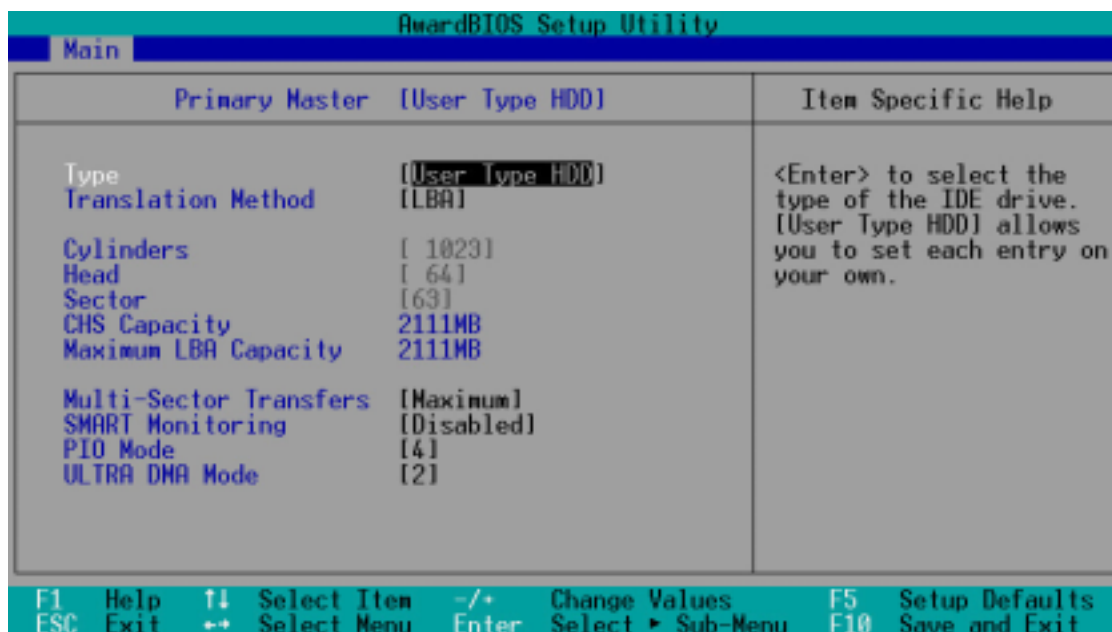 AwardBIOS Setup Utility
Main
Primary Master [User Type HDD]
Item Specific Help
Type [User Type HDD]
Translation Method [LBA]
Cylinders [ 1023]
Head [ 64]
Sector [63]
CHS Capacity 2111MB
Maximum LBA Capacity 2111MB
Multi-Sector Transfers [Maximum]
SMART Monitoring [Disabled]
PIO Mode [4]
ULTRA DMA Mode [2]
<Enter> to select the
type of the IDE drive.
[User Type HDD] allows
you to set each entry on
your own.
F1 Help ↑↓ Select Item -/+ Change Values F5 Setup Defaults
ESC Exit ←→ Select Menu Enter Select ► Sub-Menu F10 Save and Exit